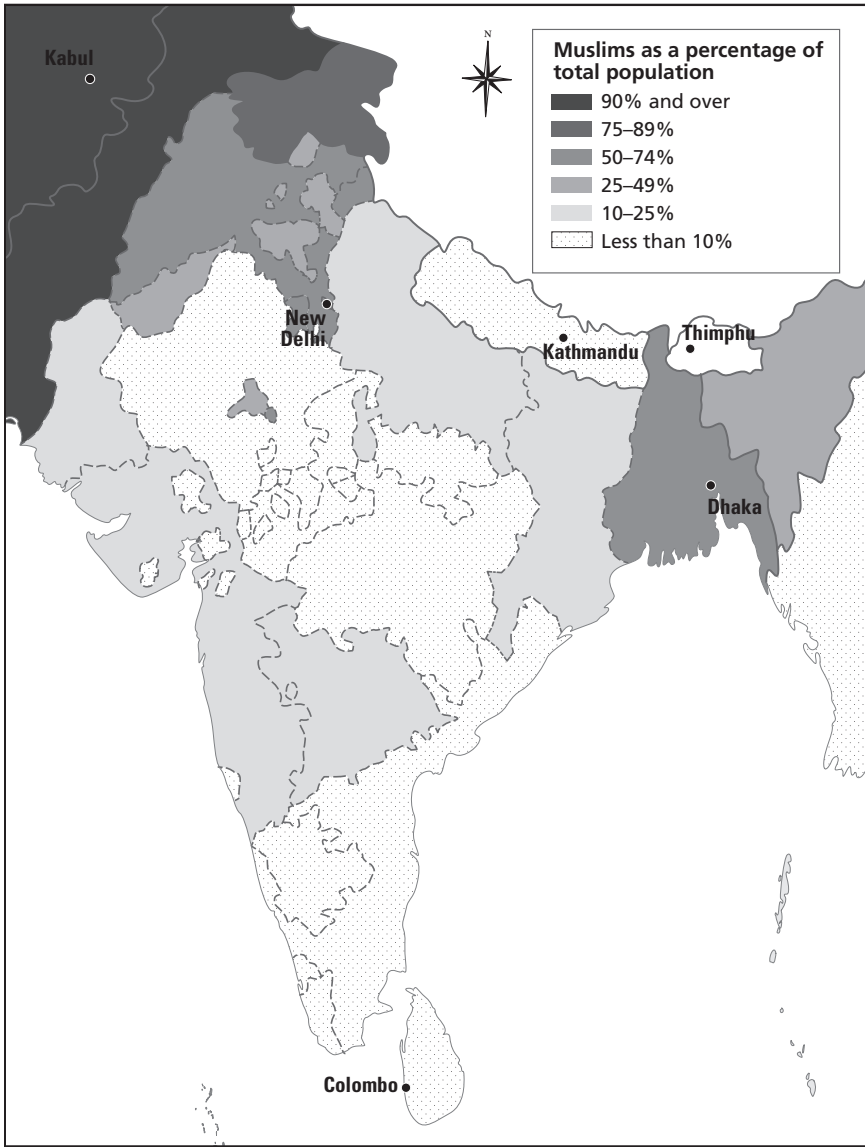 Kabul
N
Muslims as a percentage of
total population
90% and over
75–89%
50–74%
25–49%
10–25%
Less than 10%
New
Delhi
Kathmandu
Thimphu
Dhaka
Colombo